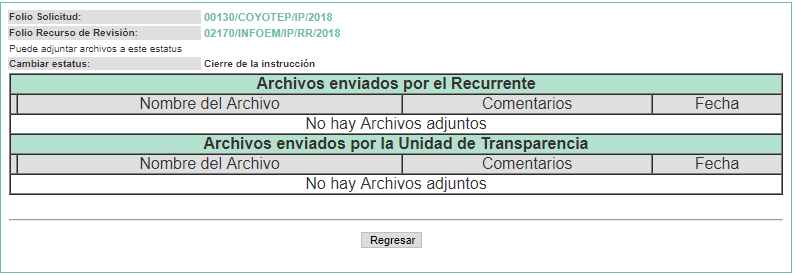 Folio Solicitud: 00130/COYOTEP/IP/2018
Folio Recurso de Revisión: 02170/INFOEM/IP/RR/2018
Puede adjuntar archivos a este estatus
Cambiar estatus: Cierre de la instrucción
Archivos enviados por el Recurrente
Nombre del Archivo Comentarios Fecha
No hay Archivos adjuntos
Archivos enviados por la Unidad de Transparencia
Nombre del Archivo Comentarios Fecha
No hay Archivos adjuntos
Regresar